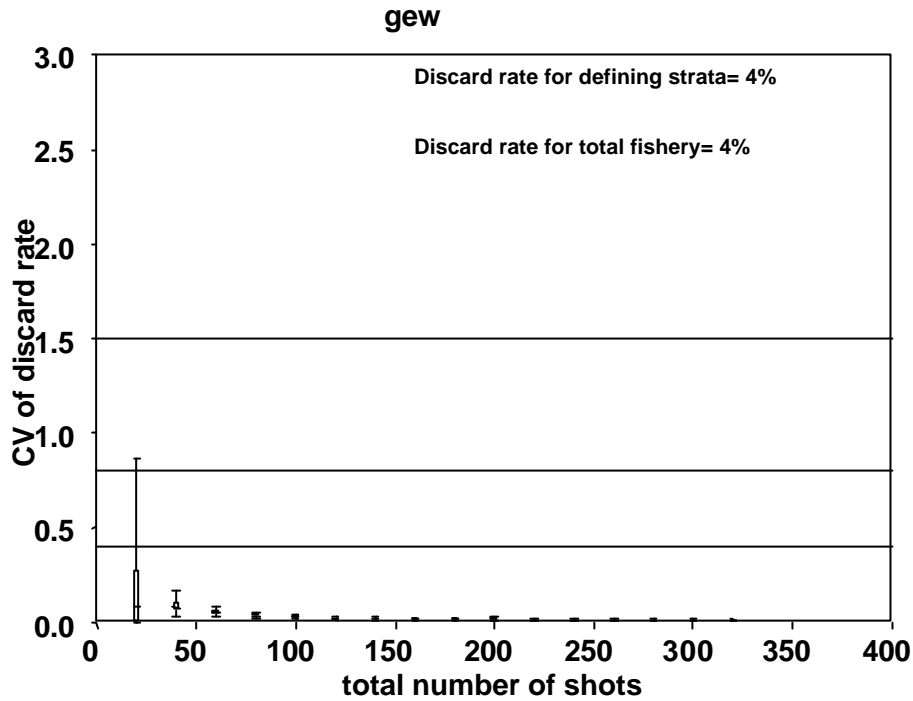 gew
Discard rate for defining strata= 4%
Discard rate for total fishery= 4%
CV of discard rate
3.0
2.5
2.0
1.5
1.0
0.5
0.0
0 50 100 150 200 250 300 350 400
total number of shots